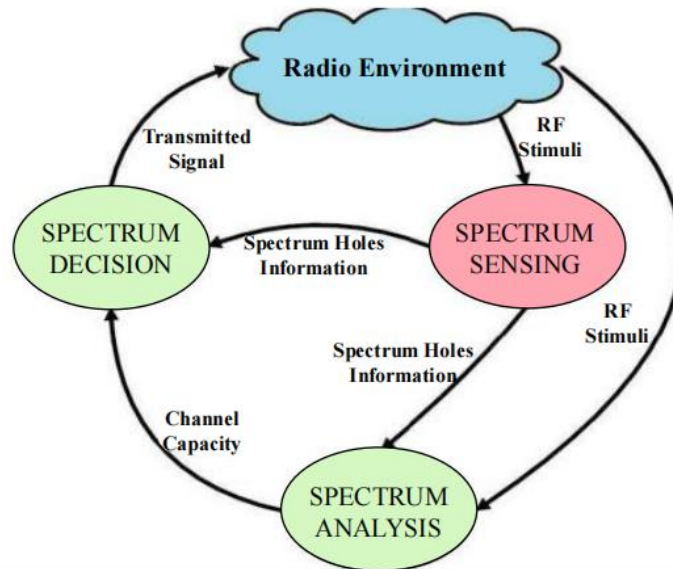 Radio Environment
Transmitted
Signal
RF
Stimuli
SPECTRUM
DECISION
Spectrum Holes
Information
SPECTRUM
SENSING
RF
Stimuli
Spectrum Holes
Information
Channel
Capacity
SPECTRUM
ANALYSIS